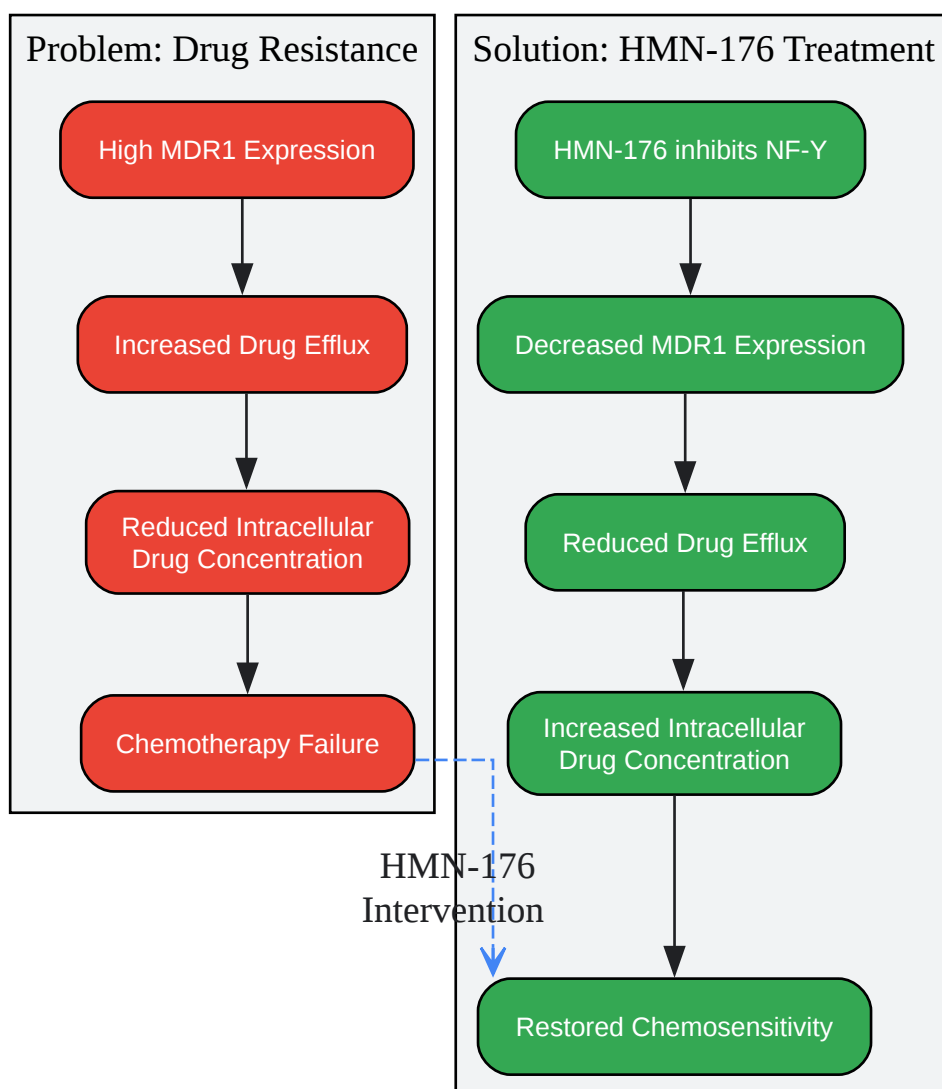 Problem: Drug Resistance
High MDR1 Expression
Increased Drug Efflux
Reduced Intracellular
Drug Concentration
Chemotherapy Failure
HMN-176
Intervention
Solution: HMN-176 Treatment
HMN-176 inhibits NF-Y
Decreased MDR1 Expression
Reduced Drug Efflux
Increased Intracellular
Drug Concentration
Restored Chemosensitivity